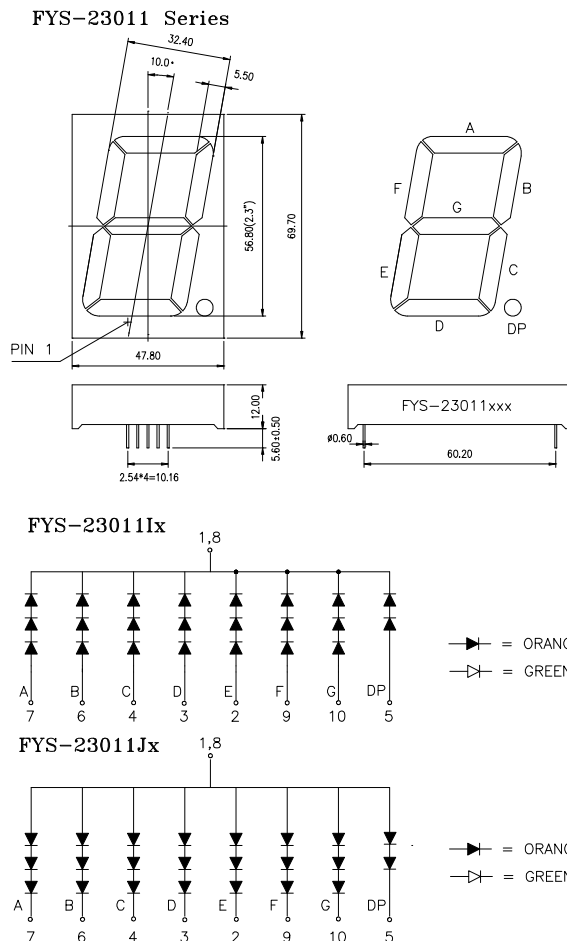 FYS-23011 Series
32.40
10.0°
5.50
A
F
B
G
E
C
D
DP
56.80(2.3")
69.70
PIN 1
47.80
12.00
5.60±0.50
2.54*4=10.16
FYS-23011xxx
ø0.60
60.20
FYS-23011Ix
1,8
A B C D E F G DP
7 6 4 3 2 9 10 5
= ORANG
= GREEN
FYS-23011Jx
1,8
A B C D E F G DP
7 6 4 3 2 9 10 5
= ORANG
= GREEN